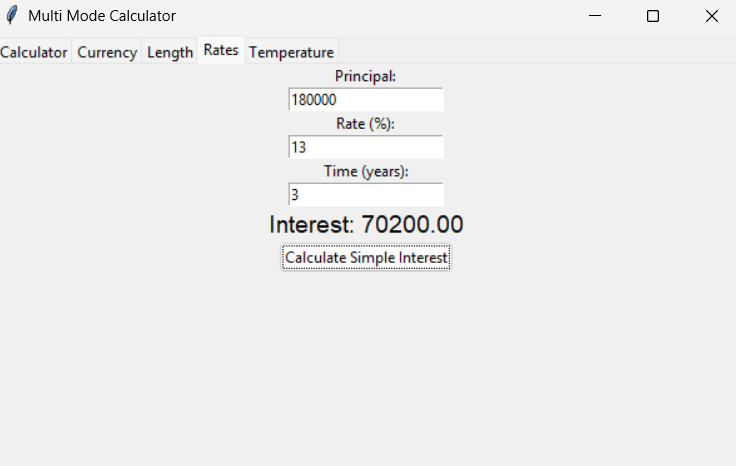 Multi Mode Calculator
Calculator Currency Length Rates Temperature
Principal:
180000
Rate (%):
13
Time (years):
3
Interest: 70200.00
Calculate Simple Interest